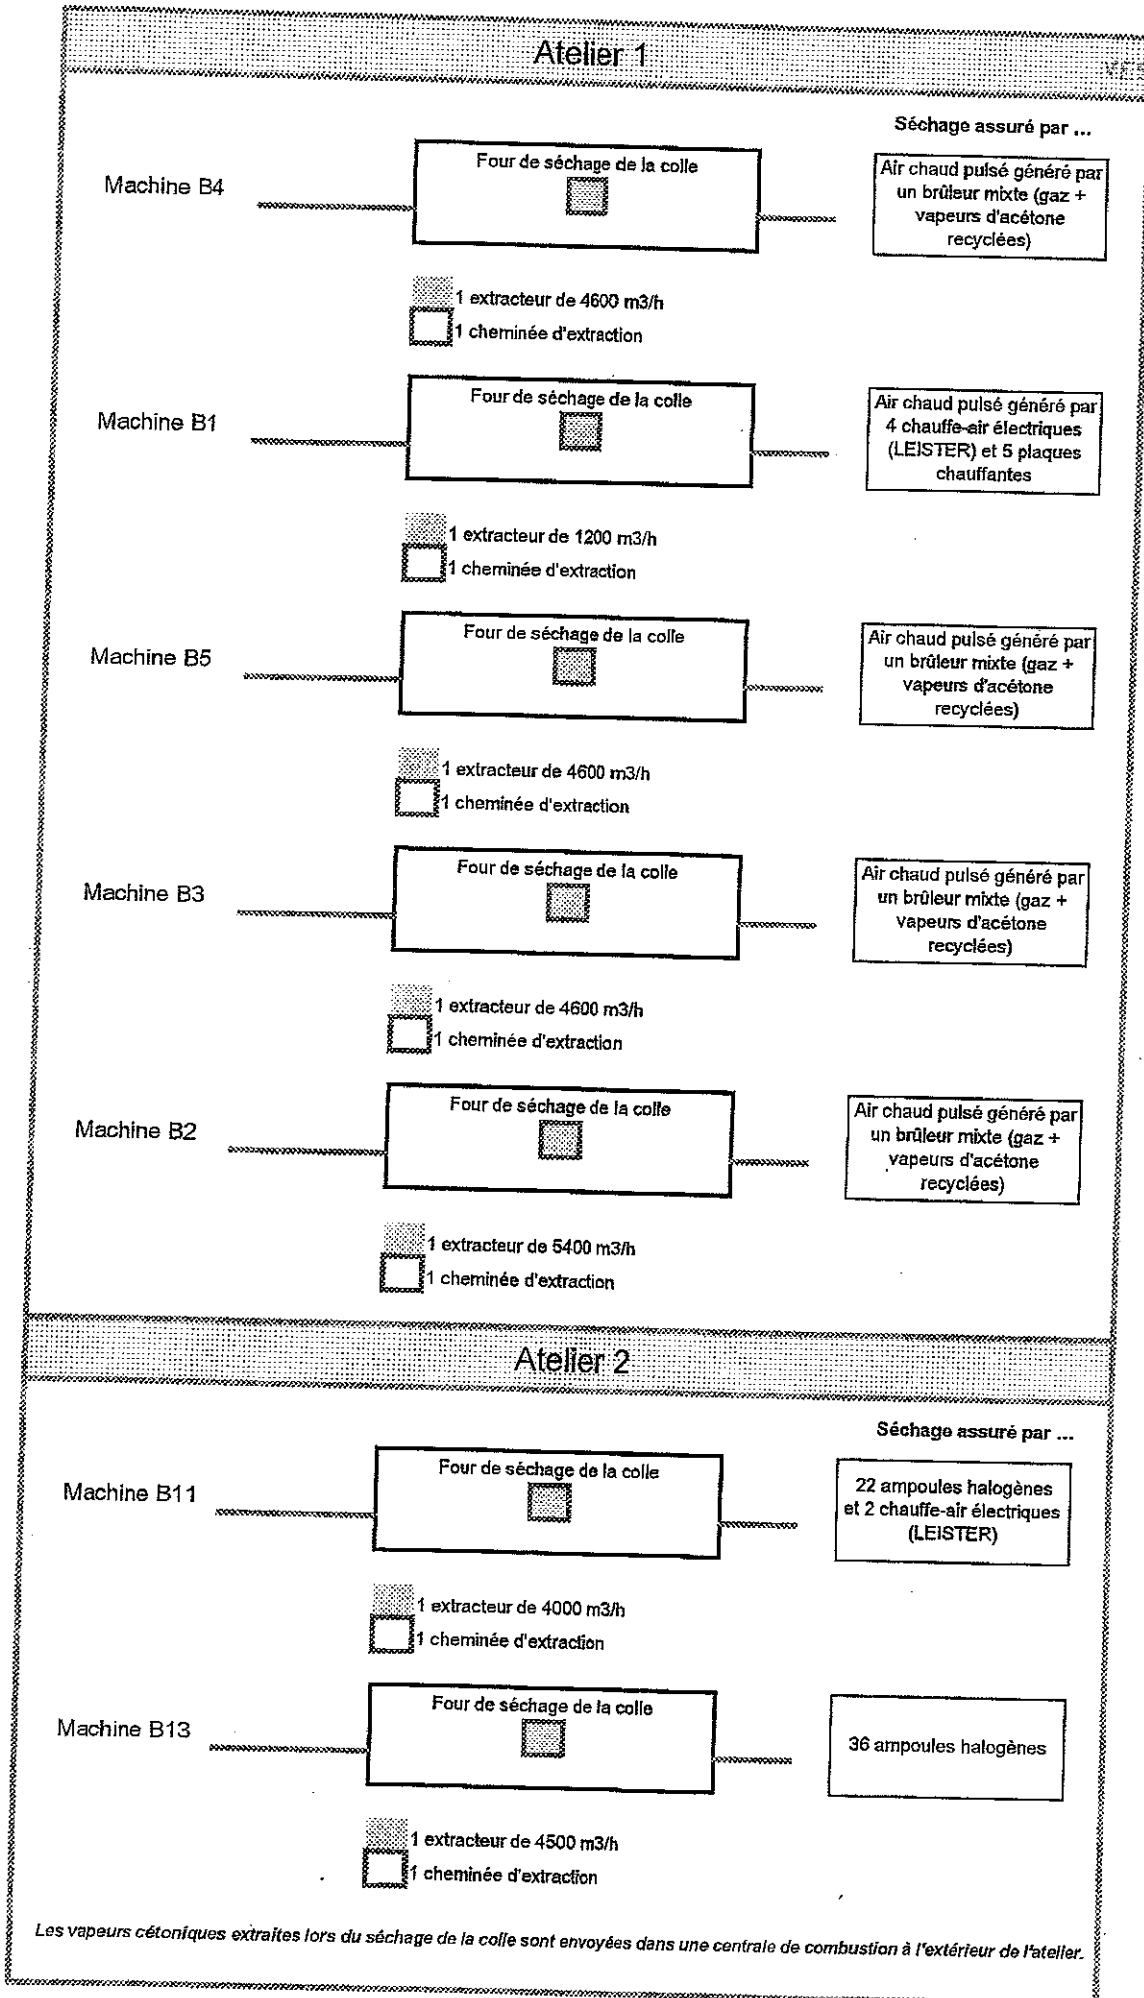 Atelier 1
Séchage assuré par ...
Machine B4
Four de séchage de la colle
Air chaud pulsé généré par
un brûleur mixte (gaz +
vapeurs d'acétone
recyclées)
1 extracteur de 4600 m3/h
1 cheminée d'extraction
Machine B1
Four de séchage de la colle
Air chaud pulsé généré par
4 chauffe-air électriques
(LEISTER) et 5 plaques
chauffantes
1 extracteur de 1200 m3/h
1 cheminée d'extraction
Machine B5
Four de séchage de la colle
Air chaud pulsé généré par
un brûleur mixte (gaz +
vapeurs d'acétone
recyclées)
1 extracteur de 4600 m3/h
1 cheminée d'extraction
Machine B3
Four de séchage de la colle
Air chaud pulsé généré par
un brûleur mixte (gaz +
vapeurs d'acétone
recyclées)
1 extracteur de 4600 m3/h
1 cheminée d'extraction
Machine B2
Four de séchage de la colle
Air chaud pulsé généré par
un brûleur mixte (gaz +
vapeurs d'acétone
recyclées)
1 extracteur de 5400 m3/h
1 cheminée d'extraction
Atelier 2
Séchage assuré par ...
Machine B11
Four de séchage de la colle
22 ampoules halogènes
et 2 chauffe-air électriques
(LEISTER)
1 extracteur de 4000 m3/h
1 cheminée d'extraction
Machine B13
Four de séchage de la colle
36 ampoules halogènes
1 extracteur de 4500 m3/h
1 cheminée d'extraction
Les vapeurs cétoniques extraites lors du séchage de la colle sont envoyées dans une centrale de combustion à l'extérieur de l'atelier.